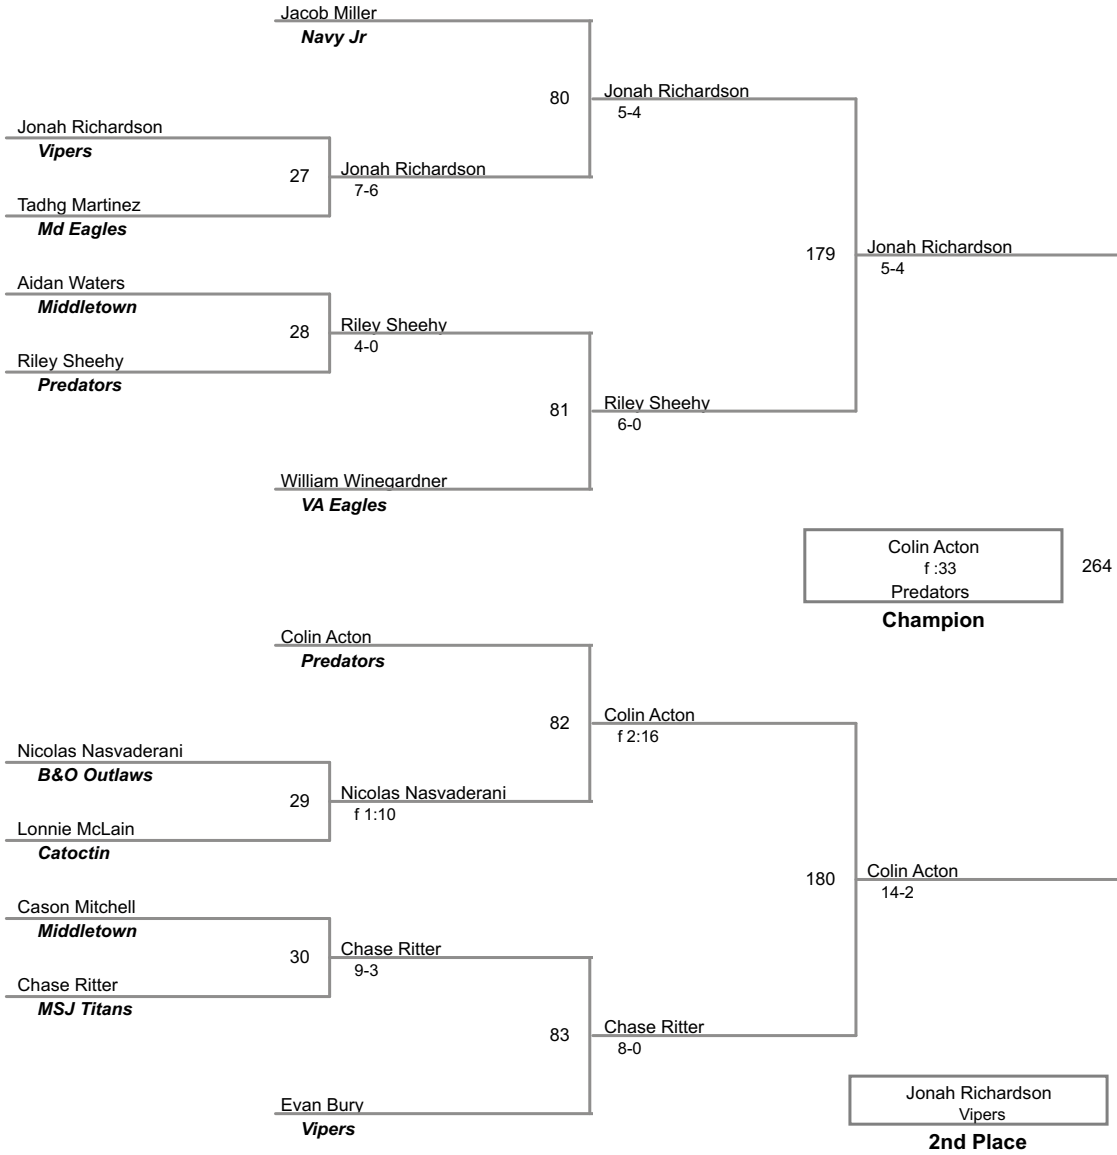 Jacob Miller
Navy Jr
80
Jonah Richardson
5-4
Jonah Richardson
Vipers
27
Jonah Richardson
7-6
Tadhg Martinez
Md Eagles
179
Jonah Richardson
5-4
Aidan Waters
Middletown
28
Riley Sheehy
4-0
Riley Sheehy
Predators
81
Riley Sheehy
6-0
William Winegardner
VA Eagles
Colin Acton
f :33
Predators
264
Champion
Colin Acton
Predators
82
Colin Acton
f 2:16
Nicolas Nasvaderani
B&O Outlaws
29
Nicolas Nasvaderani
f 1:10
Lonnie McLain
Catoctin
180
Colin Acton
14-2
Cason Mitchell
Middletown
30
Chase Ritter
9-3
Chase Ritter
MSJ Titans
83
Chase Ritter
8-0
Evan Bury
Vipers
Jonah Richardson
Vipers
2nd Place